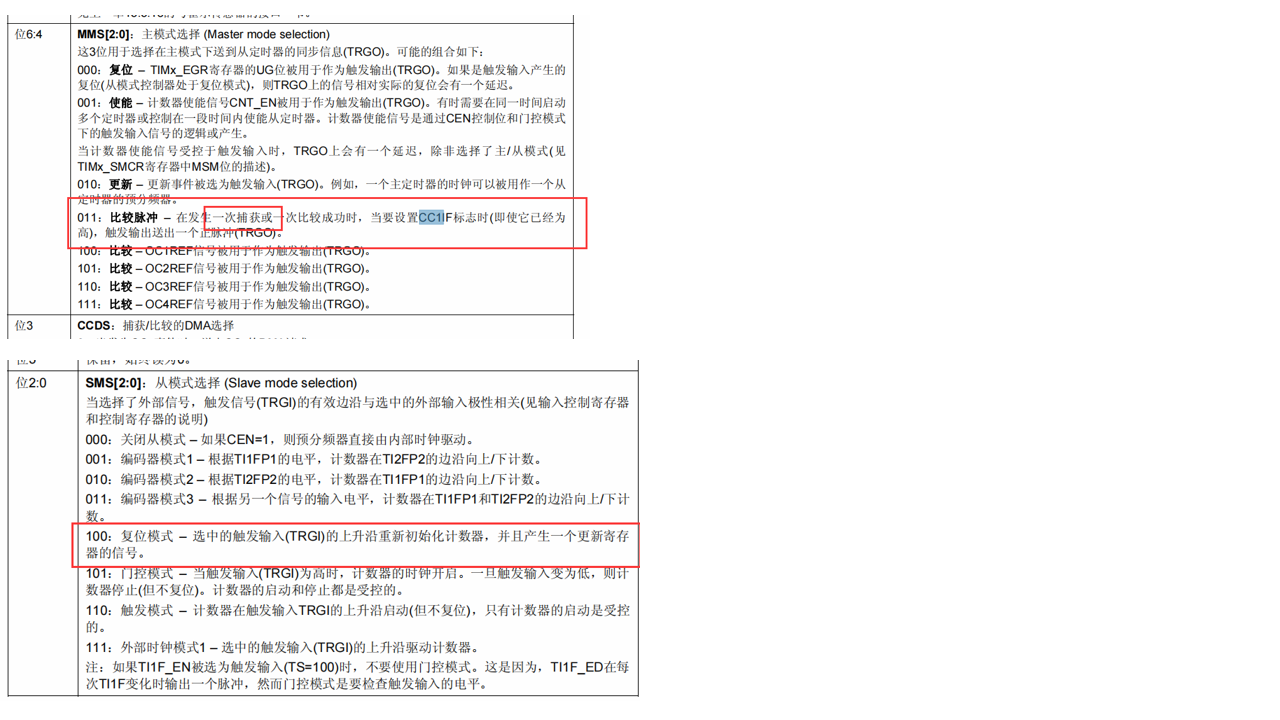 位6:4
MMS[2:0]：主模式选择 (Master mode selection)
这3位用于选择在主模式下送到从定时器的同步信息(TRGO)。可能的组合如下：
000：复位 – TIMx_EGR寄存器的UG位被用于作为触发输出(TRGO)。如果是触发输入产生的
复位(从模式控制器处于复位模式)，则TRGO上的信号相对实际的复位会有一个延迟。
001：使能 – 计数器使能信号CNT_EN被用于作为触发输出(TRGO)。有时需要在同一时间启动
多个定时器或控制在一段时间内使能从定时器。计数器使能信号是通过CEN控制位和门控模式
下的触发输入信号的逻辑或产生。
当计数器使能信号受控于触发输入时，TRGO上会有一个延迟，除非选择了主/从模式(见
TIMx_SMCR寄存器中MSM位的描述)。
010：更新 – 更新事件被选为触发输入(TRGO)。例如，一个主定时器的时钟可以被用作一个从
定时器的预分频器。
011：比较脉冲 – 在发生一次捕获或一次比较成功时，当要设置CC1IF标志时(即使它已经为
高)，触发输出送出一个正脉冲(TRGO)。
100：比较 – OC1REF信号被用于作为触发输出(TRGO)。
101：比较 – OC2REF信号被用于作为触发输出(TRGO)。
110：比较 – OC3REF信号被用于作为触发输出(TRGO)。
111：比较 – OC4REF信号被用于作为触发输出(TRGO)。
位3
CCDS：捕获/比较的DMA选择
位2:0
SMS[2:0]：从模式选择 (Slave mode selection)
当选择了外部信号，触发信号(TRGI)的有效边沿与选中的外部输入极性相关(见输入控制寄存器
和控制寄存器的说明)
000：关闭从模式 – 如果CEN=1，则预分频器直接由内部时钟驱动。
001：编码器模式1 – 根据TI1FP1的电平，计数器在TI2FP2的边沿向上/下计数。
010：编码器模式2 – 根据TI2FP2的电平，计数器在TI1FP1的边沿向上/下计数。
011：编码器模式3 – 根据另一个信号的输入电平，计数器在TI1FP1和TI2FP2的边沿向上/下计
数。
100：复位模式 – 选中的触发输入(TRGI)的上升沿重新初始化计数器，并且产生一个更新寄存
器的信号。
101：门控模式 – 当触发输入(TRGI)为高时，计数器的时钟开启。一旦触发输入变为低，则计
数器停止(但不复位)。计数器的启动和停止都是受控的。
110：触发模式 – 计数器在触发输入TRGI的上升沿启动(但不复位)，只有计数器的启动是受控
的。
111：外部时钟模式1 – 选中的触发输入(TRGI)的上升沿驱动计数器。
注：如果TI1F_EN被选为触发输入(TS=100)时，不要使用门控模式。这是因为，TI1F_ED在每
次TI1F变化时输出一个脉冲，然而门控模式是要检查触发输入的电平。